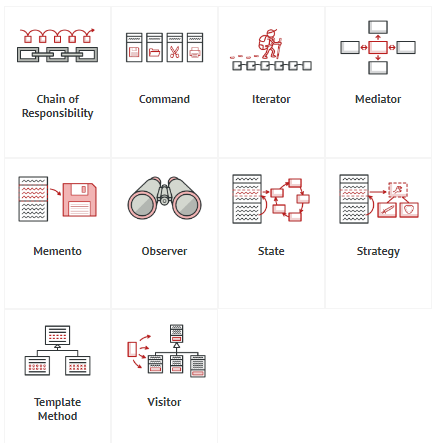 Chain of
Responsibility
Command
Iterator
Mediator
Memento
Observer
State
Strategy
Template
Method
Visitor